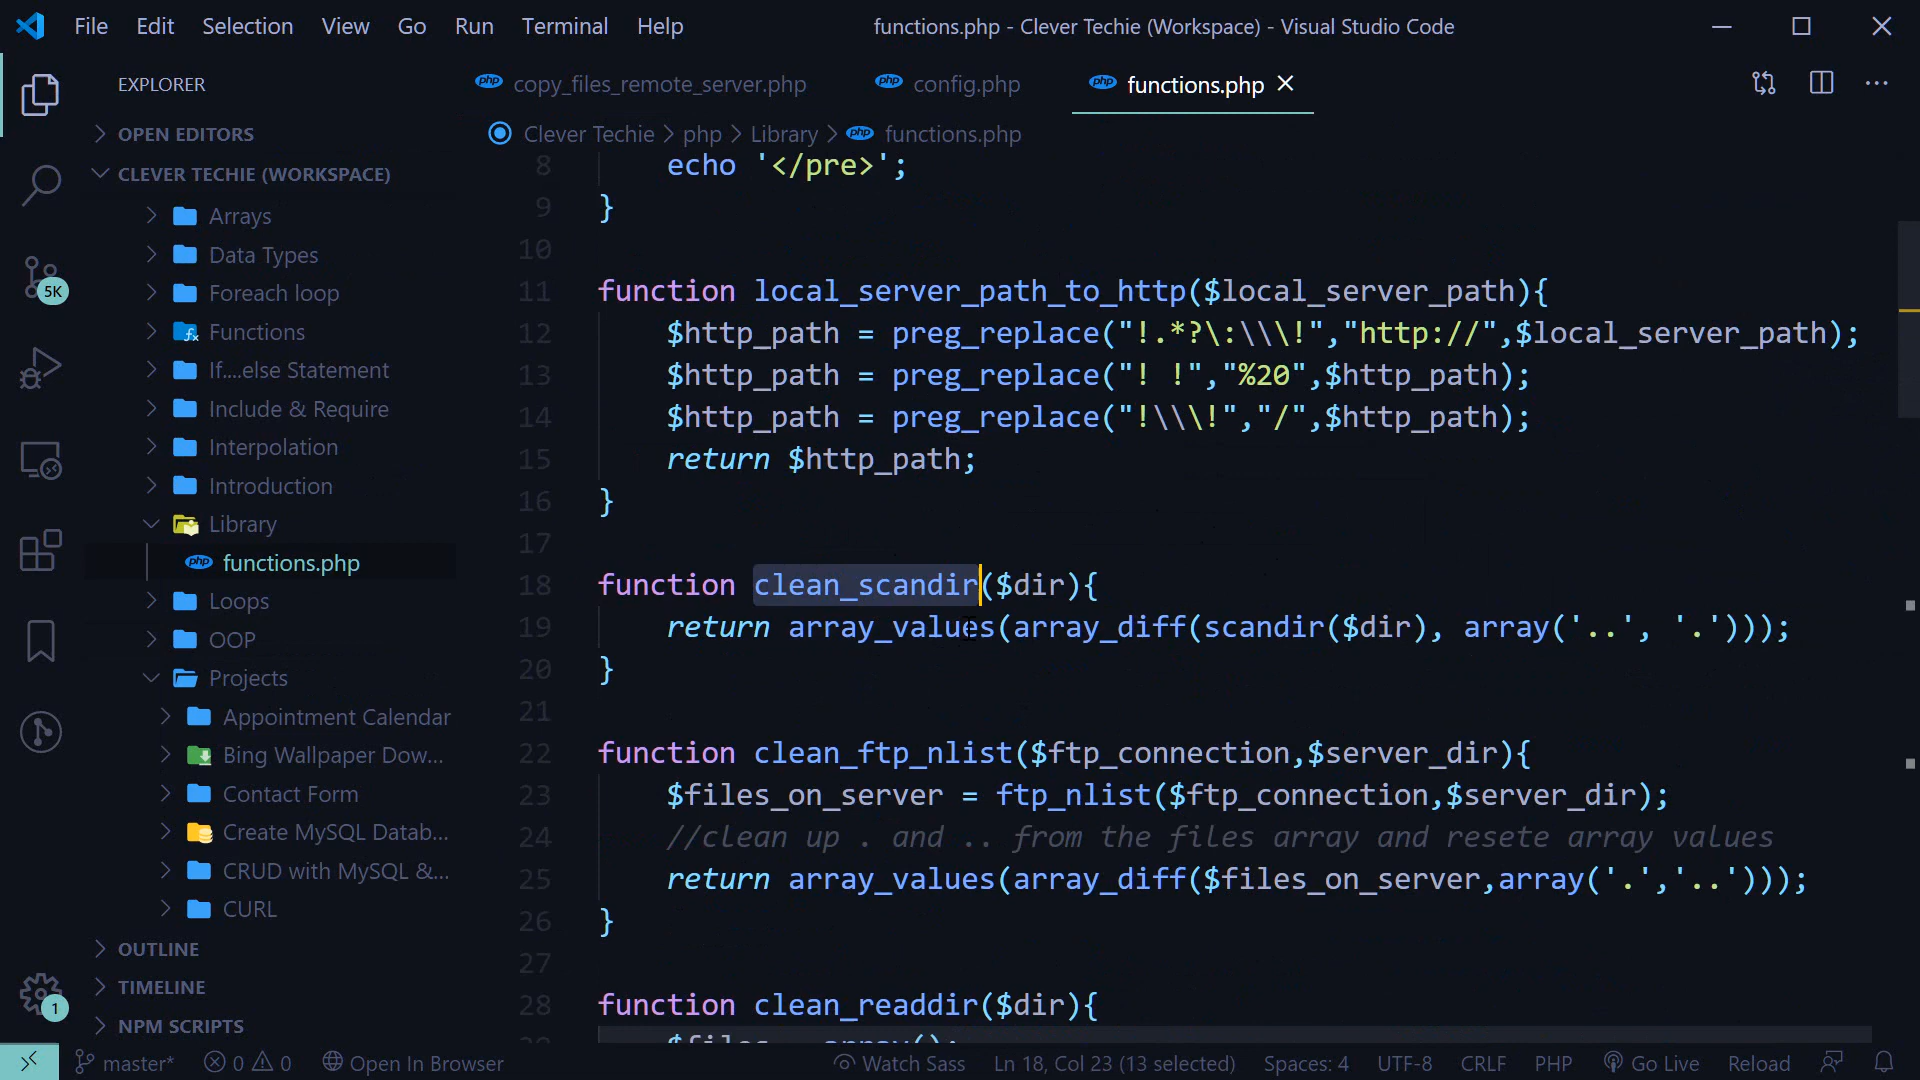 File Edit Selection View Go Run Terminal Help
functions.php - Clever Techie (Workspace) - Visual Studio Code
EXPLORER
copy_files_remote_server.php
config.php
functions.php
Clever Techie > php > Library > functions.php
OPEN EDITORS
CLEVER TECHIE (WORKSPACE)
Arrays
Data Types
Foreach loop
Functions
If....else Statement
Include & Require
Interpolation
Introduction
Library
functions.php
Loops
OOP
Projects
Appointment Calendar
Bing Wallpaper Dow...
Contact Form
Create MySQL Datab...
CRUD with MySQL &...
CURL
OUTLINE
TIMELINE
NPM SCRIPTS
5K
1
8 echo '</pre>';
9 }
10
11 function local_server_path_to_http($local_server_path){
12 $http_path = preg_replace("!.*?\:\\\!","http://",$local_server_path);
13 $http_path = preg_replace("! !","%20",$http_path);
14 $http_path = preg_replace("!\\\!","/",$http_path);
15 return $http_path;
16 }
17
18 function clean_scandir($dir){
19 return array_values(array_diff(scandir($dir), array('..', '.')));
20 }
21
22 function clean_ftp_nlist($ftp_connection,$server_dir){
23 $files_on_server = ftp_nlist($ftp_connection,$server_dir);
24 //clean up . and .. from the files array and resete array values
25 return array_values(array_diff($files_on_server,array('.','..')));
26 }
27
28 function clean_readdir($dir){
master* 0 0 Open In Browser Watch Sass Ln 18, Col 23 (13 selected) Spaces: 4 UTF-8 CRLF PHP Go Live Reload